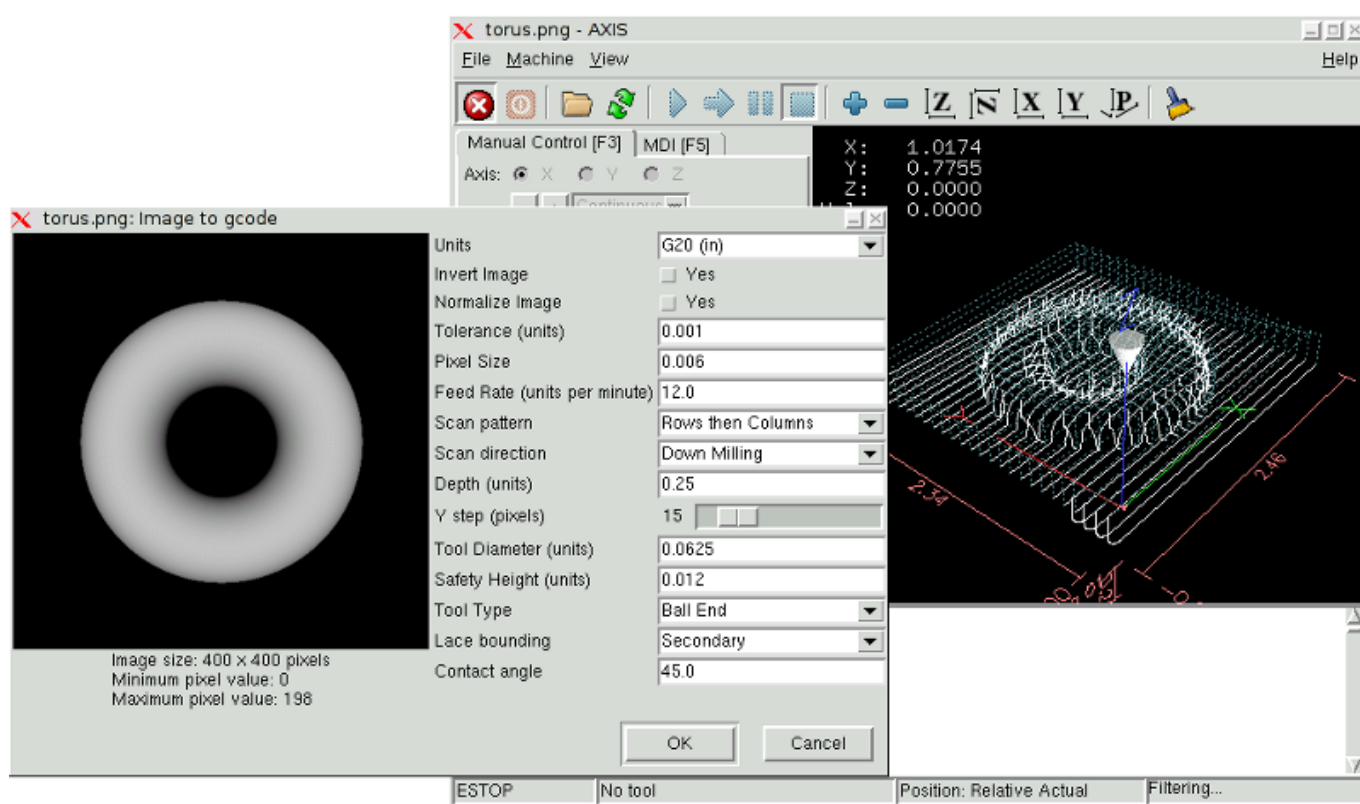 torus.png - AXIS
File Machine View Help
Z N X Y P
Manual Control [F3] MDI [F5]
Axis: X Y Z
Continuous
X: 1.0174
Y: 0.7755
Z: 0.0000
0.0000
torus.png: Image to gcode
Units G20 (in)
Invert Image Yes
Normalize Image Yes
Tolerance (units) 0.001
Pixel Size 0.006
Feed Rate (units per minute) 12.0
Scan pattern Rows then Columns
Scan direction Down Milling
Depth (units) 0.25
Y step (pixels) 15
Tool Diameter (units) 0.0625
Safety Height (units) 0.012
Tool Type Ball End
Lace bounding Secondary
Contact angle 45.0
Image size: 400 x 400 pixels
Minimum pixel value: 0
Maximum pixel value: 198
OK Cancel
2.34
2.46
ESTOP No tool Position: Relative Actual Filtering...